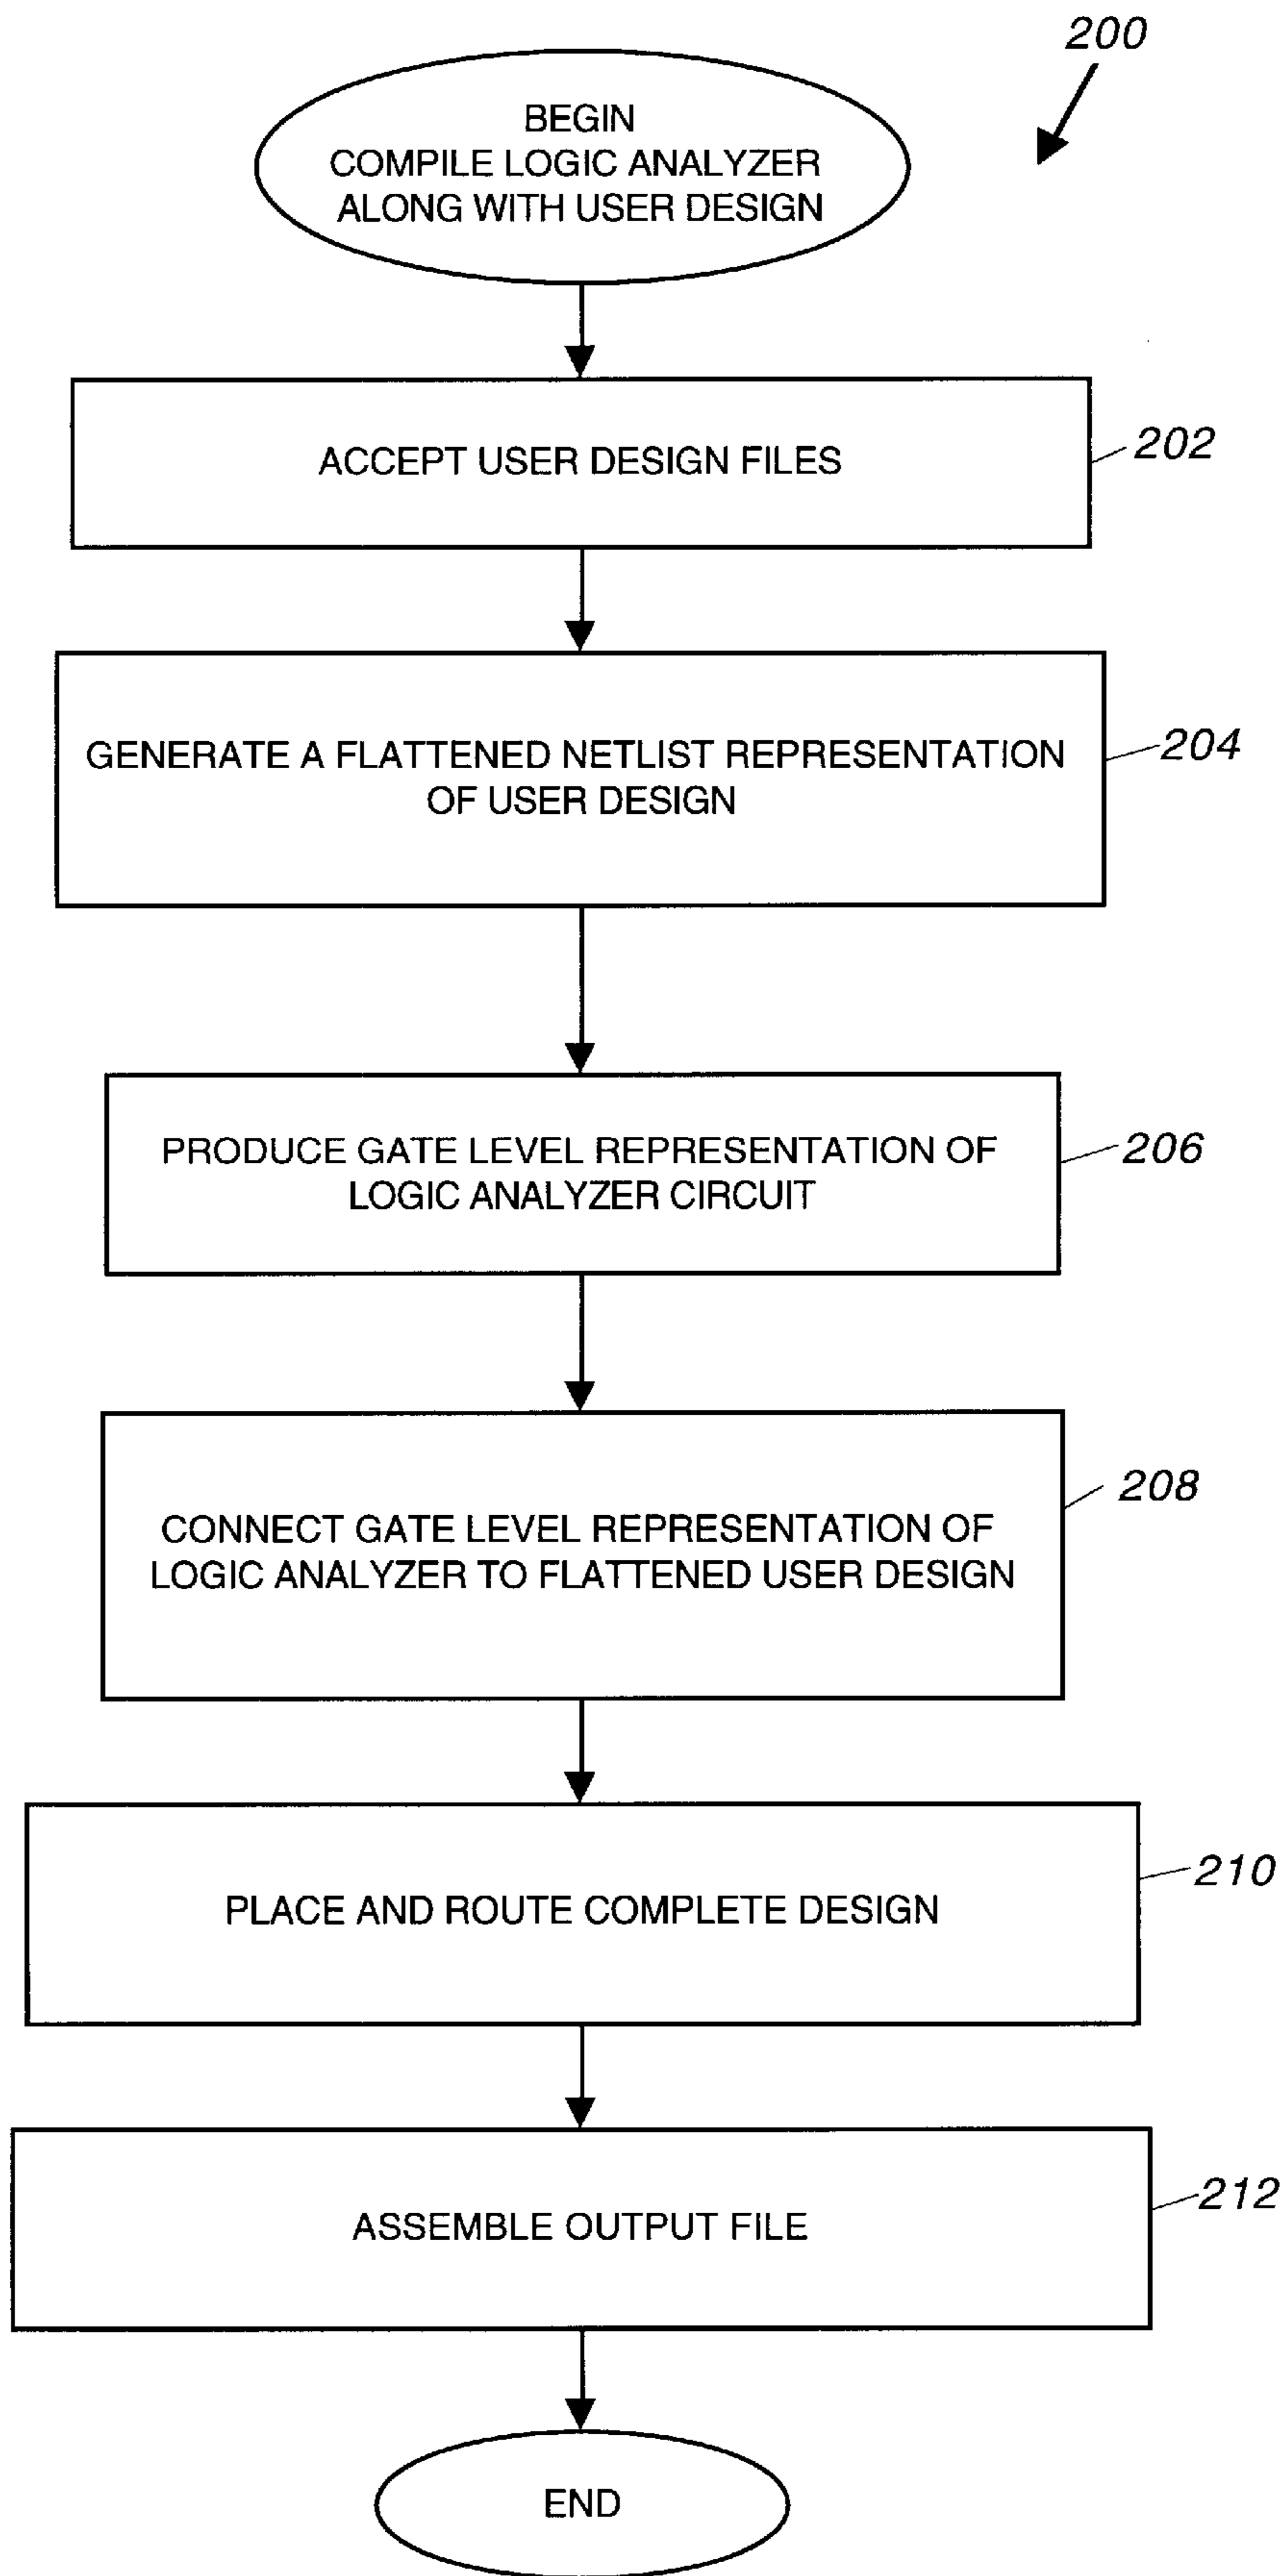 200
BEGIN
COMPILE LOGIC ANALYZER
ALONG WITH USER DESIGN
ACCEPT USER DESIGN FILES
202
GENERATE A FLATTENED NETLIST REPRESENTATION
OF USER DESIGN
204
PRODUCE GATE LEVEL REPRESENTATION OF
LOGIC ANALYZER CIRCUIT
206
CONNECT GATE LEVEL REPRESENTATION OF
LOGIC ANALYZER TO FLATTENED USER DESIGN
208
PLACE AND ROUTE COMPLETE DESIGN
210
ASSEMBLE OUTPUT FILE
212
END